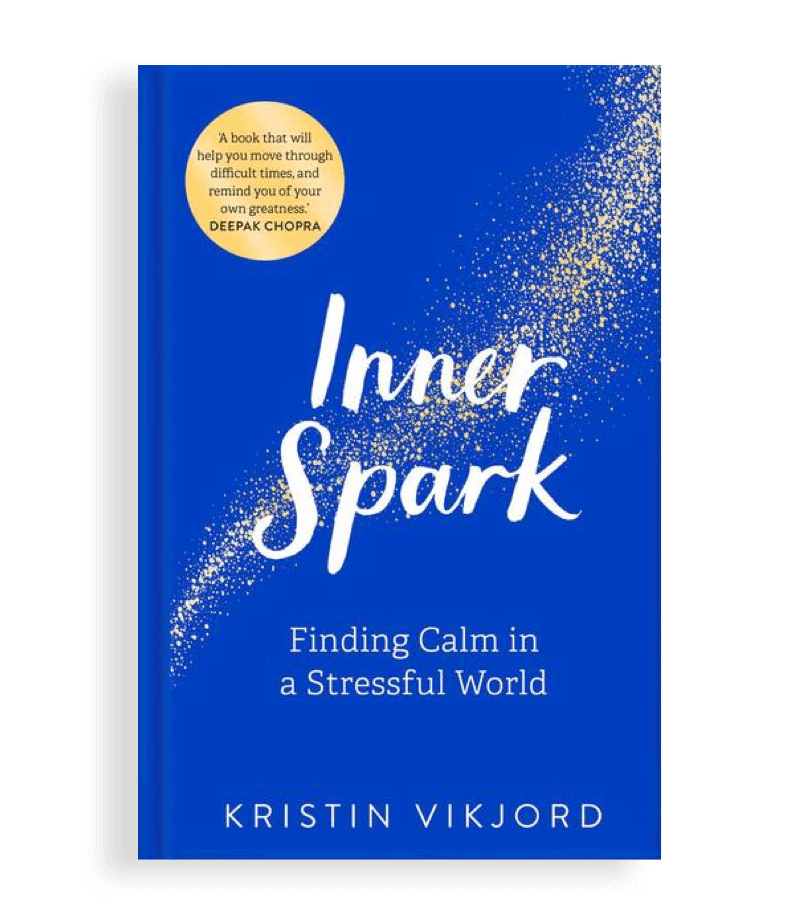 ‘A book that will
help you move through
difficult times, and
remind you of your
own greatness.’
DEEPAK CHOPRA
Inner
Spark
Finding Calm in
a Stressful World
KRISTIN VIKJORD